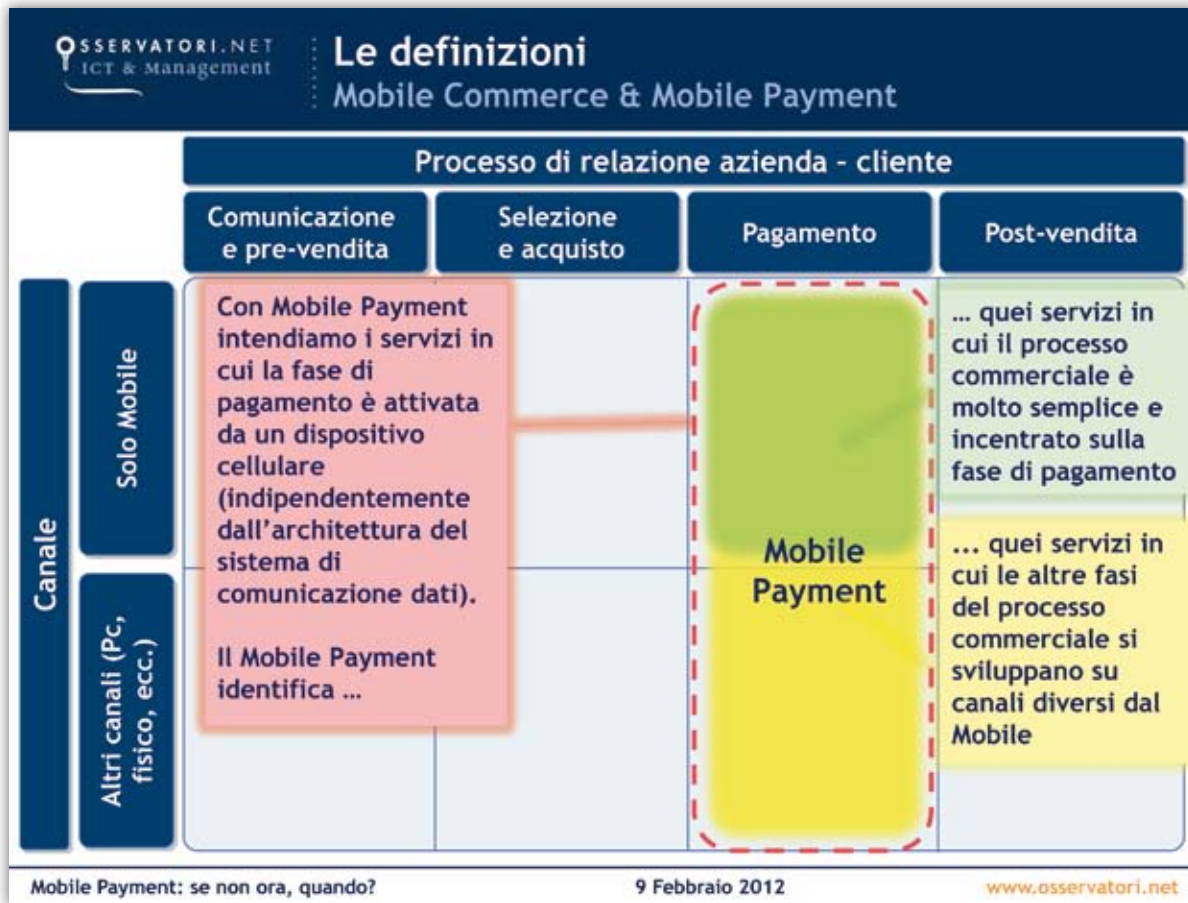 OSSERVATORI.NET
ICT & Management
Le definizioni
Mobile Commerce & Mobile Payment
Processo di relazione azienda - cliente
Comunicazione
e pre-vendita
Selezione
e acquisto
Pagamento
Post-vendita
Canale
Solo Mobile
Altri canali (Pc,
fisico, ecc.)
Con Mobile Payment
intendiamo i servizi in
cui la fase di
pagamento è attivata
da un dispositivo
cellulare
(indipendentemente
dall'architettura del
sistema di
comunicazione dati).
Il Mobile Payment
identifica ...
Mobile
Payment
... quei servizi in
cui il processo
commerciale è
molto semplice e
incentrato sulla
fase di pagamento
... quei servizi in
cui le altre fasi
del processo
commerciale si
sviluppano su
canali diversi dal
Mobile
Mobile Payment: se non ora, quando?
9 Febbraio 2012
www.osservatori.net